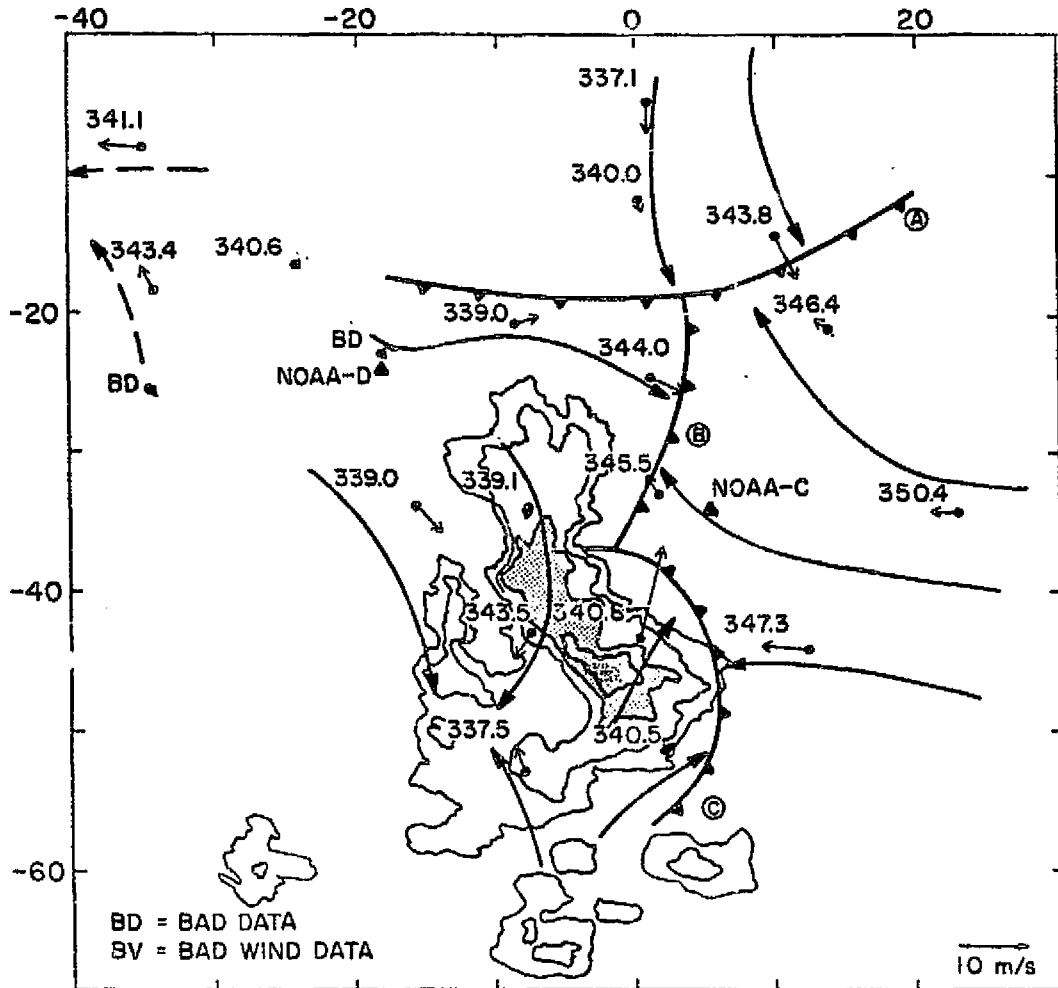 -40 -20 0 20
337.1
341.1
340.0
343.8
Ⓐ
343.4 340.6
-20
339.0 346.4
BD 344.0
NOAA-D
BD
Ⓑ
345.5
339.0 339.1 NOAA-C 350.4
-40
343.5 340.6 347.3
337.5 340.5
Ⓒ
-60
BD = BAD DATA
BV = BAD WIND DATA
10 m/s